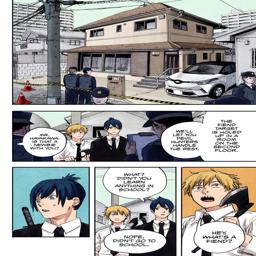 THE
FIEND
TARGET
IS HOLED
UP IN
A ROOM
ON THE
SECOND
FLOOR.
WE'LL
LET YOU
DEVIL
HUNTERS
HANDLE
THE REST.
MR.
HAYAKAWA,
IS THAT A
NEWBIE
WITH YOU?
WHAT?
DIDN'T YOU
LEARN
ANYTHING IN
SCHOOL?
NOPE,
DIDN'T GO TO
SCHOOL.
HEY,
WHAT'S A
FIEND?